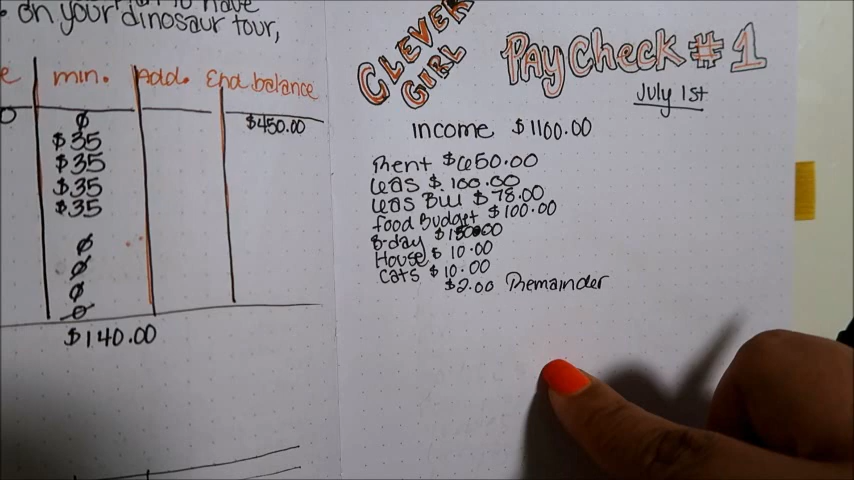 on your dinosaur tour,
e min. Add. End balance
0 $450.00
$35
$35
$35
$35
$140.00
CLEVER
GIRL
PAYCheck #1
July 1st
income $1100.00
Rent $650.00
Gas $ 100.00
Gas Bill $ 78.00
food Budget $100.00
B-day $150.00
House $ 10.00
Cats $ 10.00
$2.00 Remainder